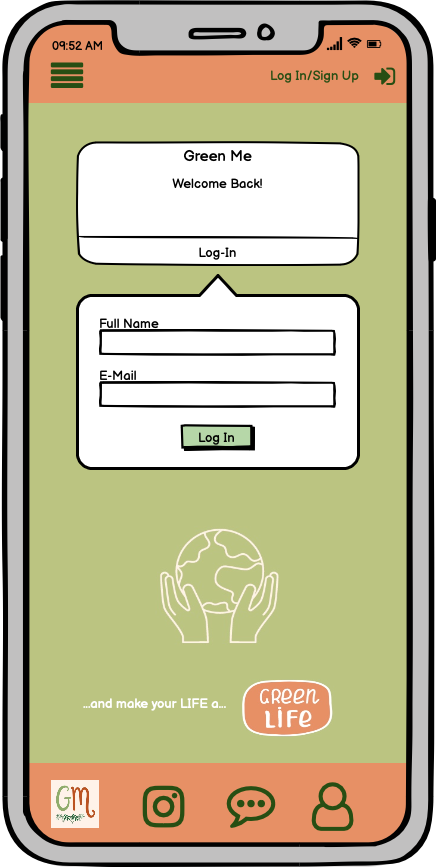 09:52 AM
Log In/Sign Up
Green Me
Welcome Back!
Log-In
Full Name
E-Mail
Log In
...and make your LIFE a...
GREEN
LIFE
GM